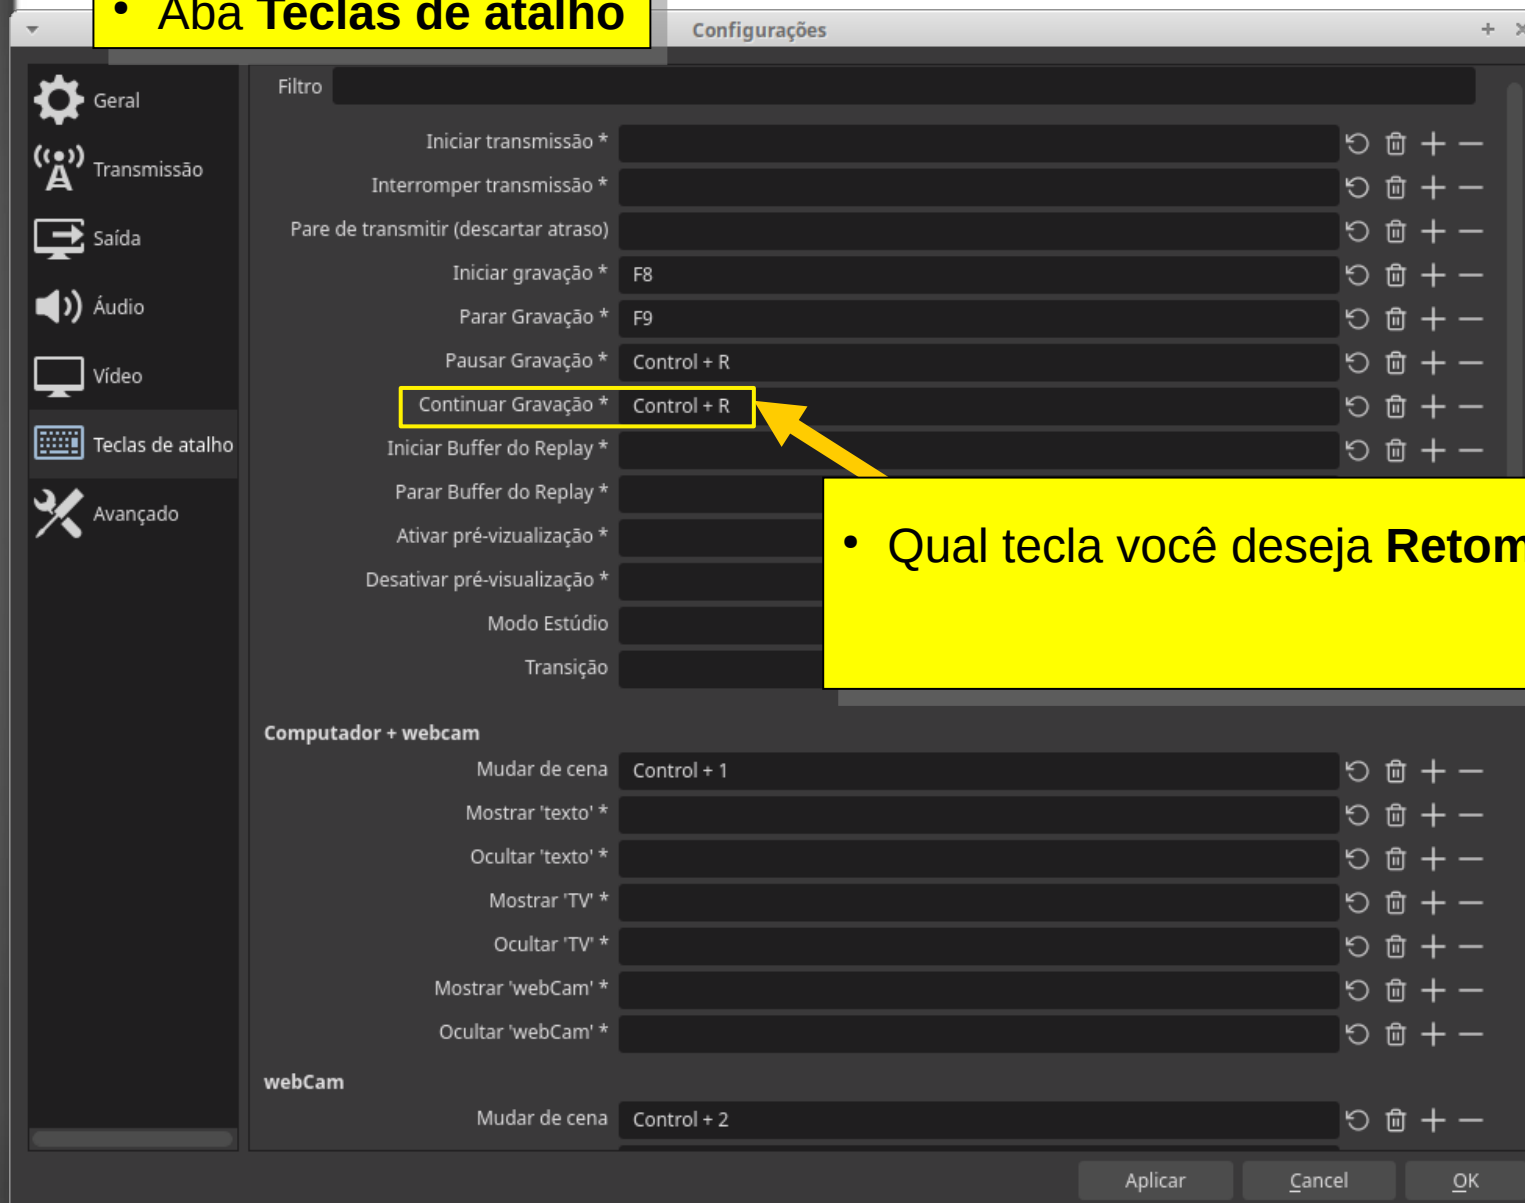 • Aba Teclas de atalho
Configurações
Geral
Transmissão
Saída
Áudio
Vídeo
Teclas de atalho
Avançado
Filtro
Iniciar transmissão *
Interromper transmissão *
Pare de transmitir (descartar atraso)
Iniciar gravação * F8
Parar Gravação * F9
Pausar Gravação * Control + R
Continuar Gravação * Control + R
Iniciar Buffer do Replay *
Parar Buffer do Replay *
Ativar pré-vizualização *
Desativar pré-visualização *
Modo Estúdio
Transição
• Qual tecla você deseja Retom
Computador + webcam
Mudar de cena Control + 1
Mostrar 'texto' *
Ocultar 'texto' *
Mostrar 'TV' *
Ocultar 'TV' *
Mostrar 'webCam' *
Ocultar 'webCam' *
webCam
Mudar de cena Control + 2
Aplicar Cancel OK